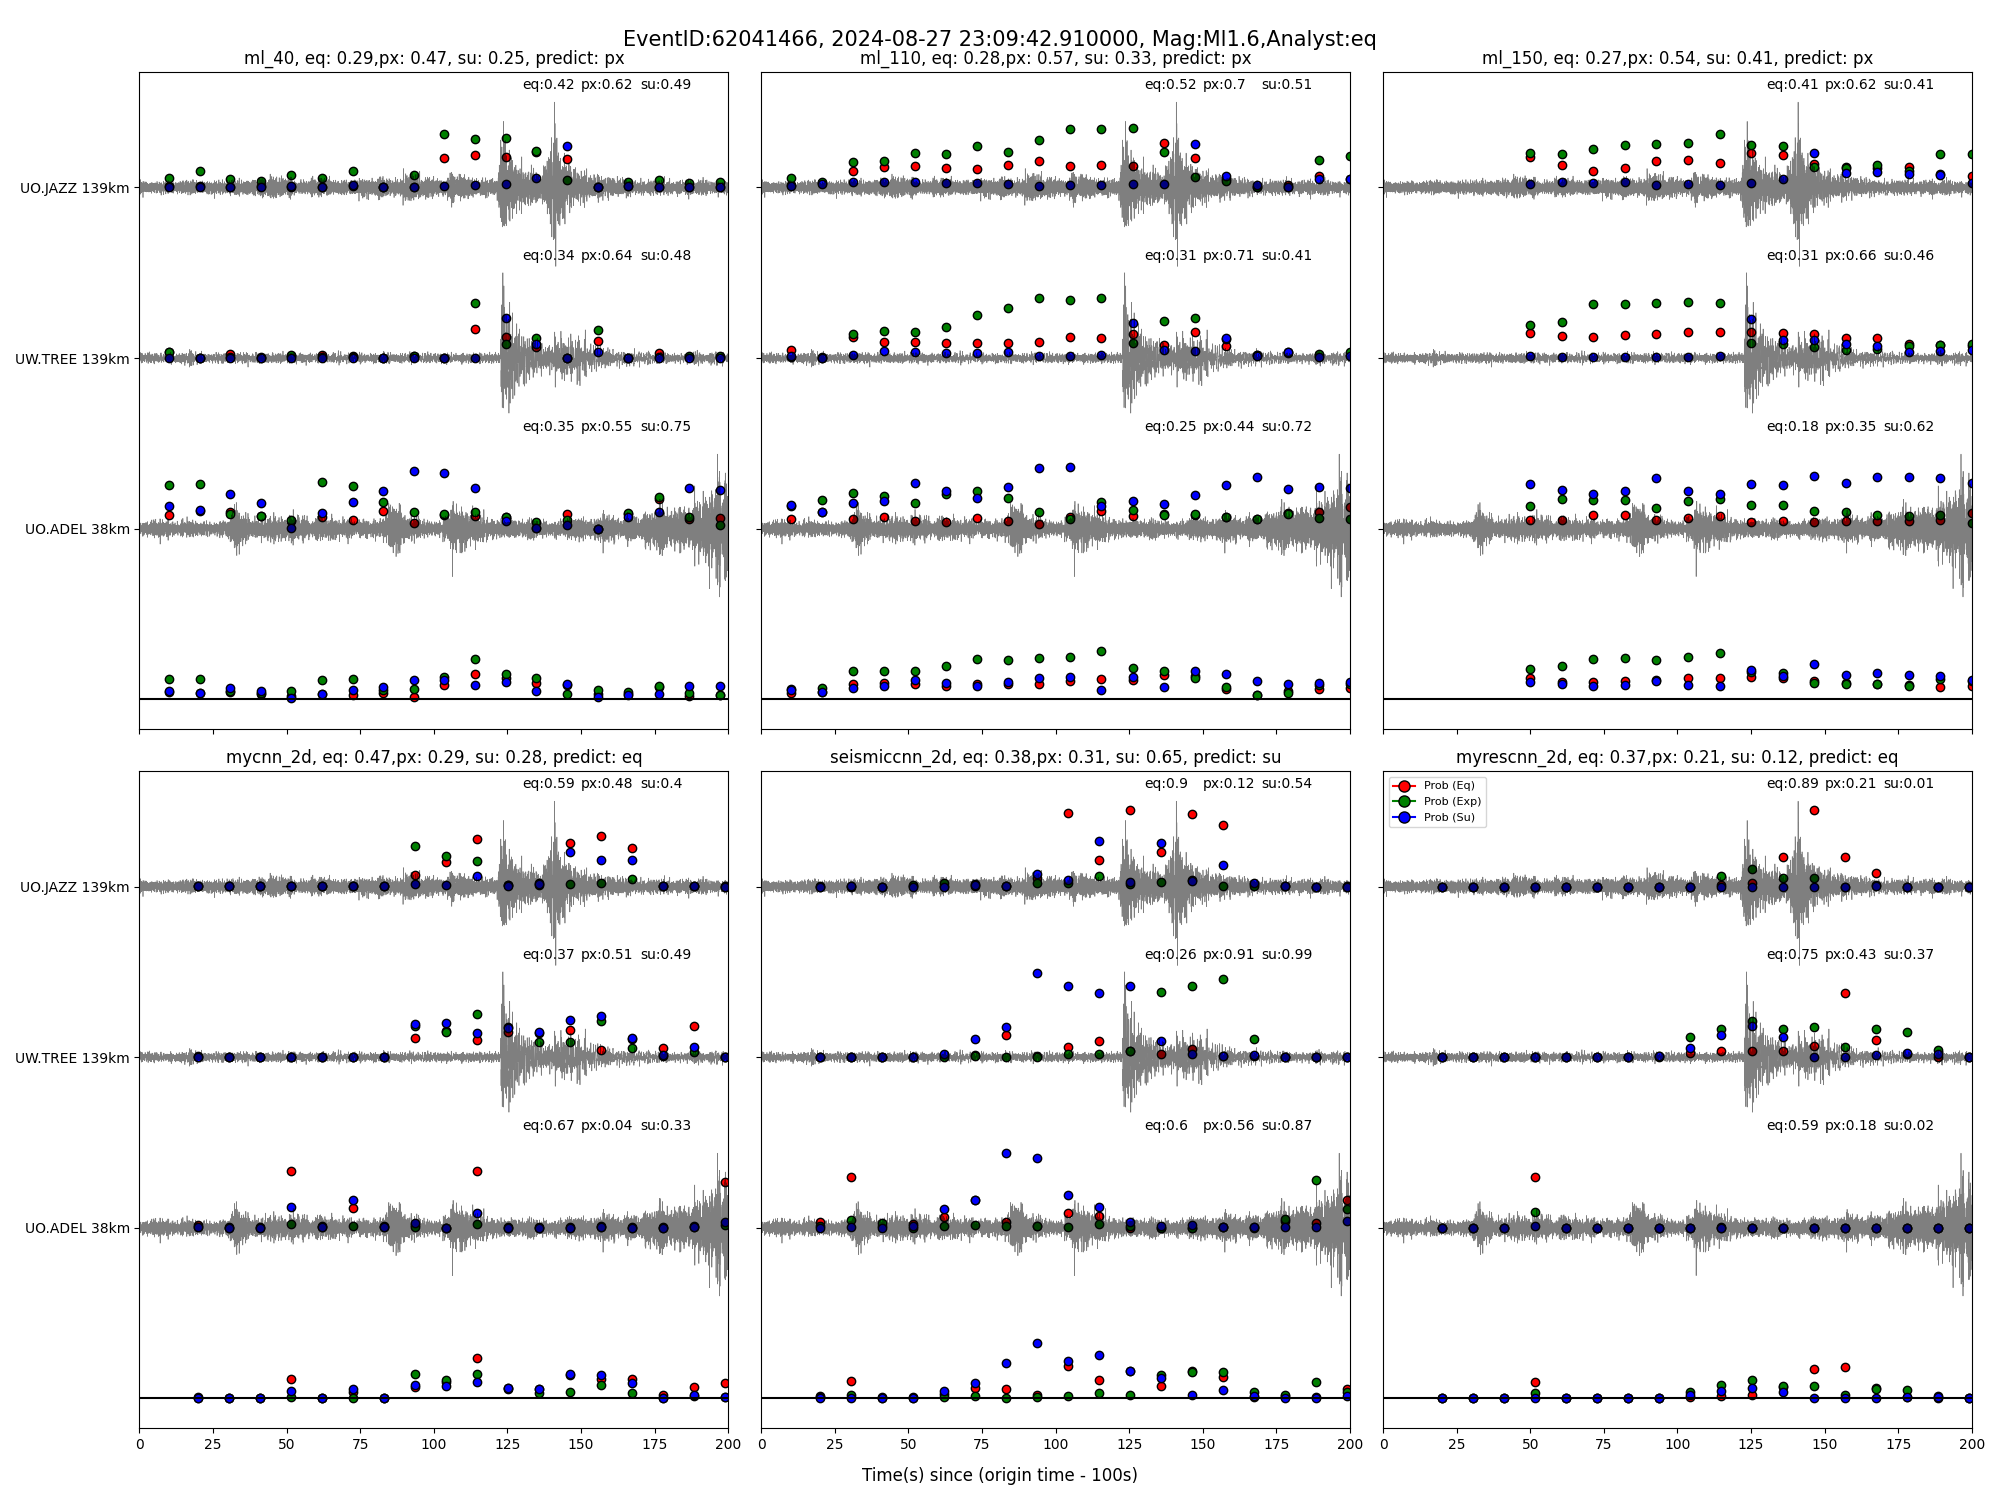 EventID:62041466, 2024-08-27 23:09:42.910000, Mag:Ml1.6,Analyst:eq
ml_40, eq: 0.29,px: 0.47, su: 0.25, predict: px
ml_110, eq: 0.28,px: 0.57, su: 0.33, predict: px
ml_150, eq: 0.27,px: 0.54, su: 0.41, predict: px
eq:0.42 px:0.62 su:0.49
eq:0.52 px:0.7 su:0.51
eq:0.41 px:0.62 su:0.41
UO.JAZZ 139km
eq:0.34 px:0.64 su:0.48
eq:0.31 px:0.71 su:0.41
eq:0.31 px:0.66 su:0.46
UW.TREE 139km
eq:0.35 px:0.55 su:0.75
eq:0.25 px:0.44 su:0.72
eq:0.18 px:0.35 su:0.62
UO.ADEL 38km
mycnn_2d, eq: 0.47,px: 0.29, su: 0.28, predict: eq
seismiccnn_2d, eq: 0.38,px: 0.31, su: 0.65, predict: su
myrescnn_2d, eq: 0.37,px: 0.21, su: 0.12, predict: eq
eq:0.59 px:0.48 su:0.4
eq:0.9 px:0.12 su:0.54
eq:0.89 px:0.21 su:0.01
Prob (Eq)
Prob (Exp)
Prob (Su)
UO.JAZZ 139km
eq:0.37 px:0.51 su:0.49
eq:0.26 px:0.91 su:0.99
eq:0.75 px:0.43 su:0.37
UW.TREE 139km
eq:0.67 px:0.04 su:0.33
eq:0.6 px:0.56 su:0.87
eq:0.59 px:0.18 su:0.02
UO.ADEL 38km
0 25 50 75 100 125 150 175 200
0 25 50 75 100 125 150 175 200
0 25 50 75 100 125 150 175 200
Time(s) since (origin time - 100s)